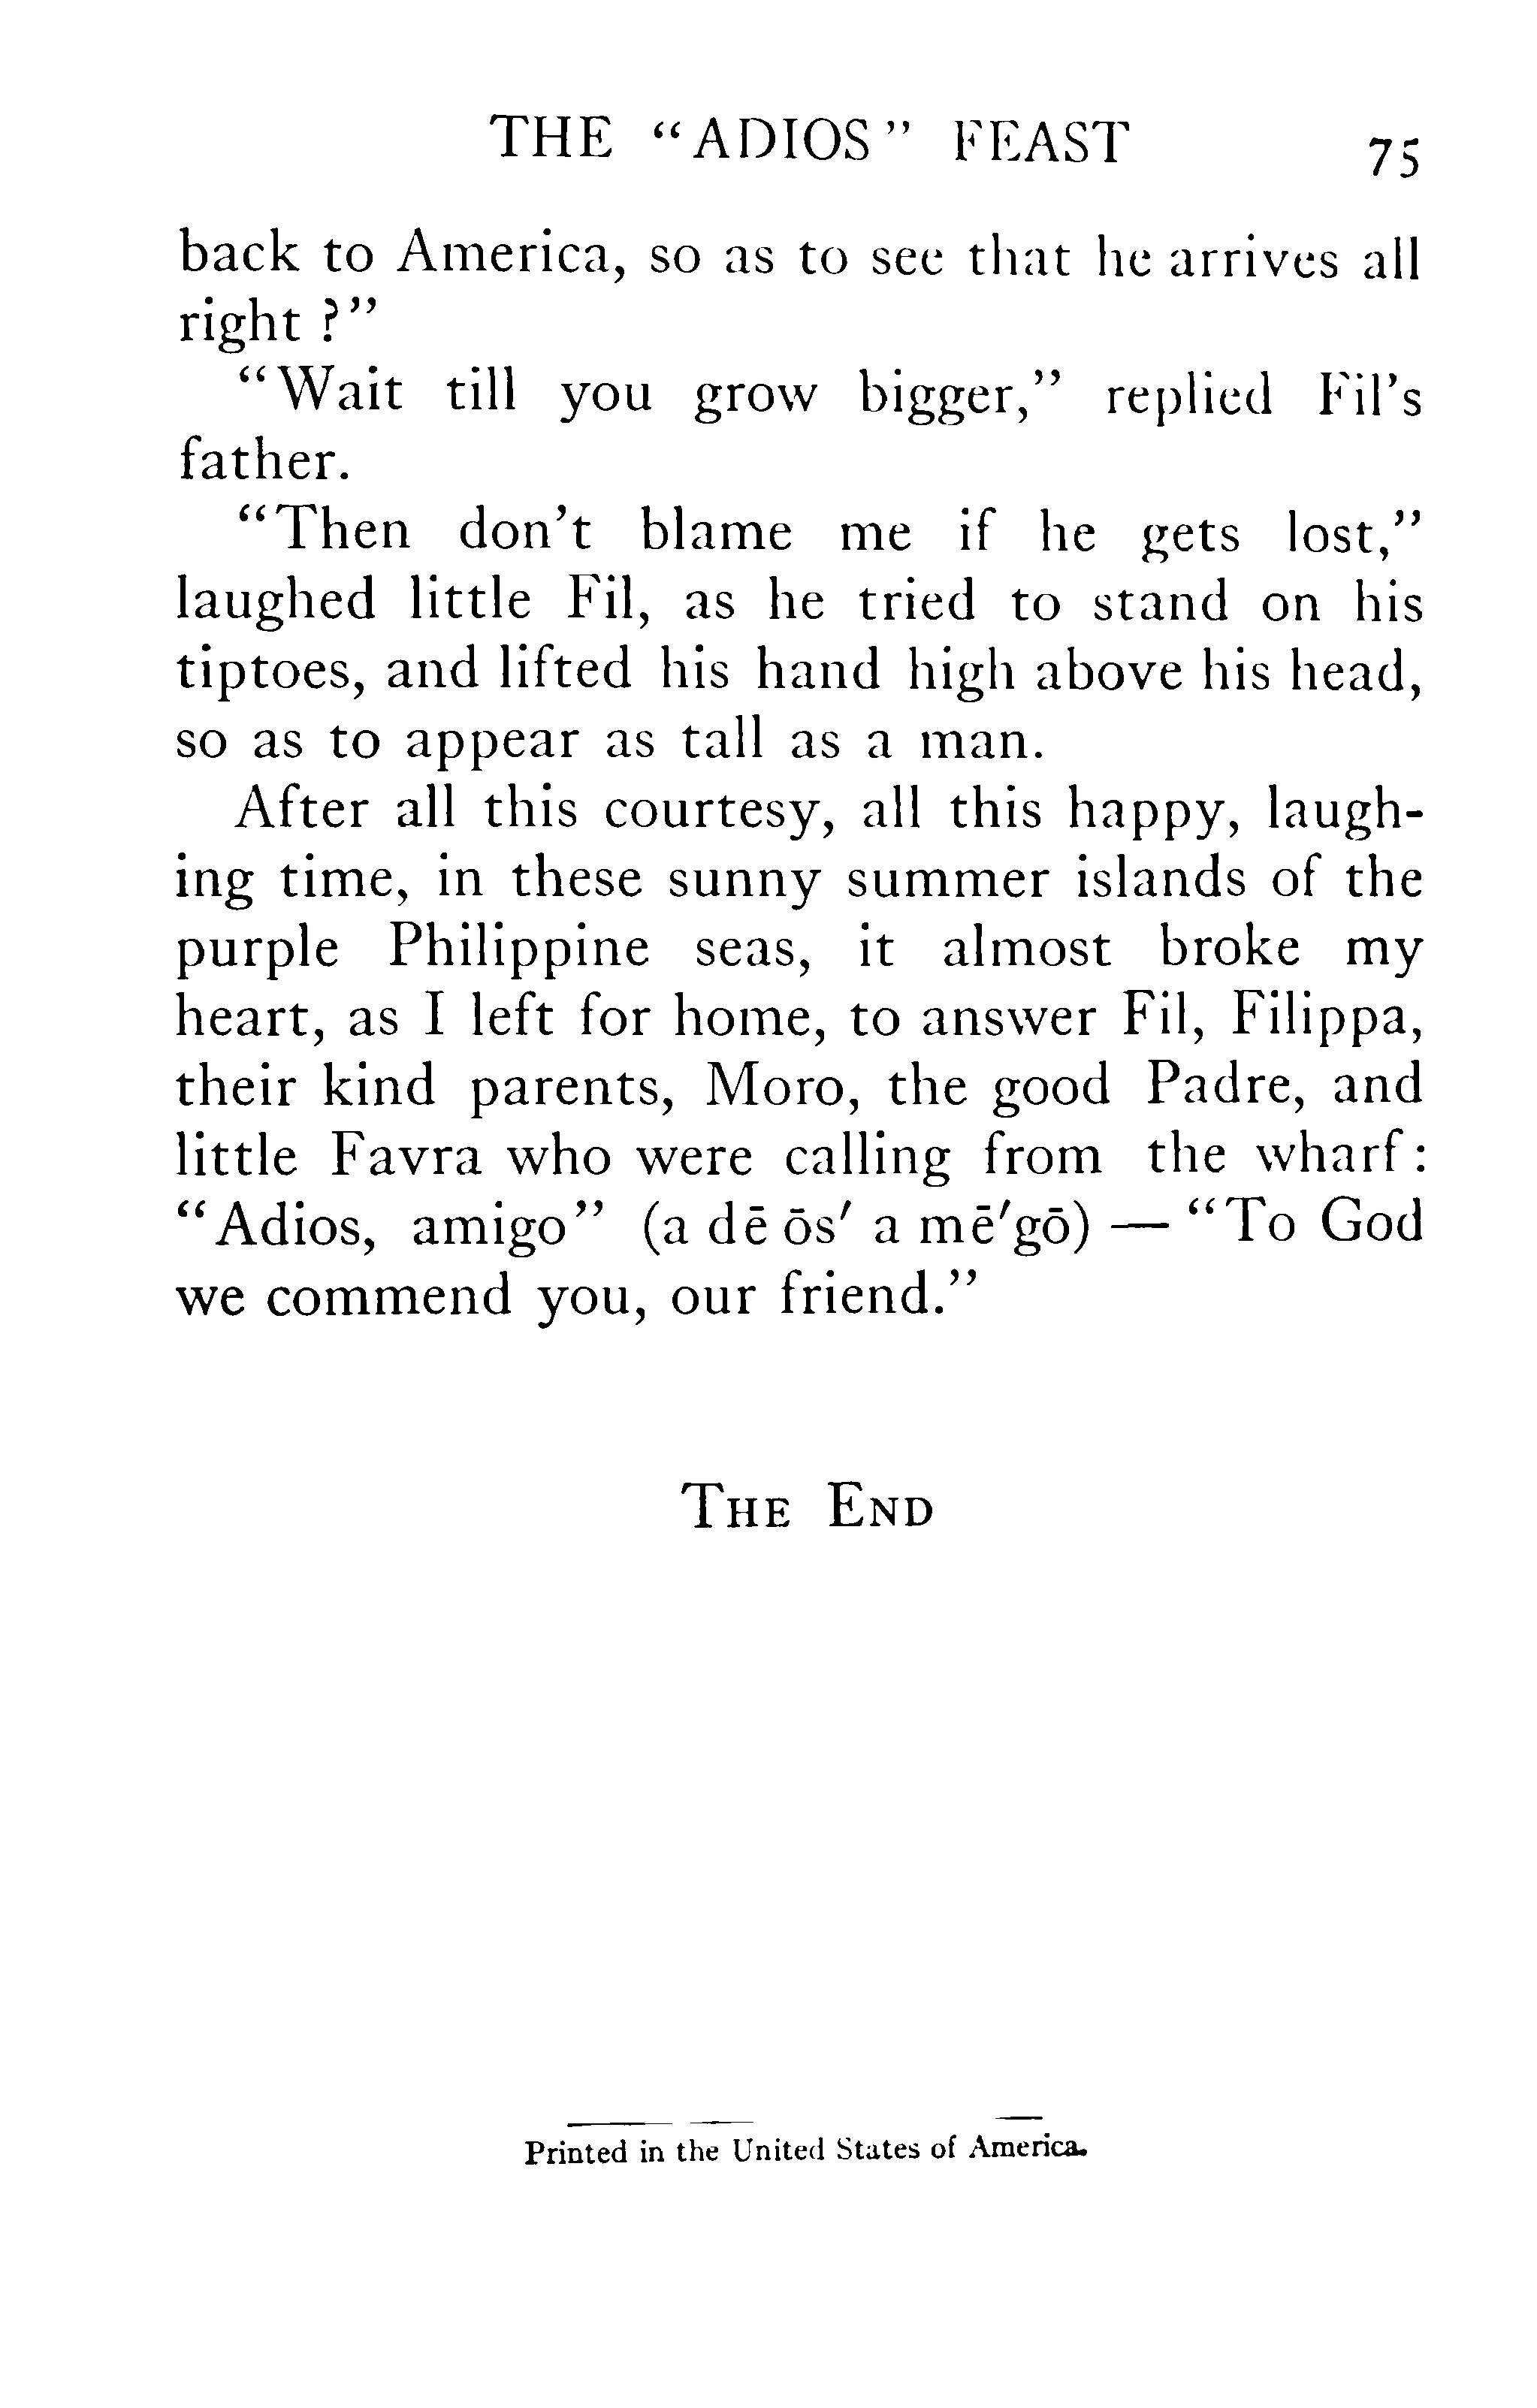 THE "ADIOS" FEAST 75
back to America, so as to see that he arrives all
right ?"
"Wait till you grow bigger," replied Fil's
father.
"Then don't blame me if he gets lost,"
laughed little Fil, as he tried to stand on his
tiptoes, and lifted his hand high above his head,
so as to appear as tall as a man.
After all this courtesy, all this happy, laugh-
ing time, in these sunny summer islands of the
purple Philippine seas, it almost broke my
heart, as I left for home, to answer Fil, Filippa,
their kind parents, Moro, the good Padre, and
little Favra who were calling from the wharf:
"Adios, amigo" (a dē ōs′ a mē′gō) — "To God
we commend you, our friend."
THE END
Printed in the United States of America.